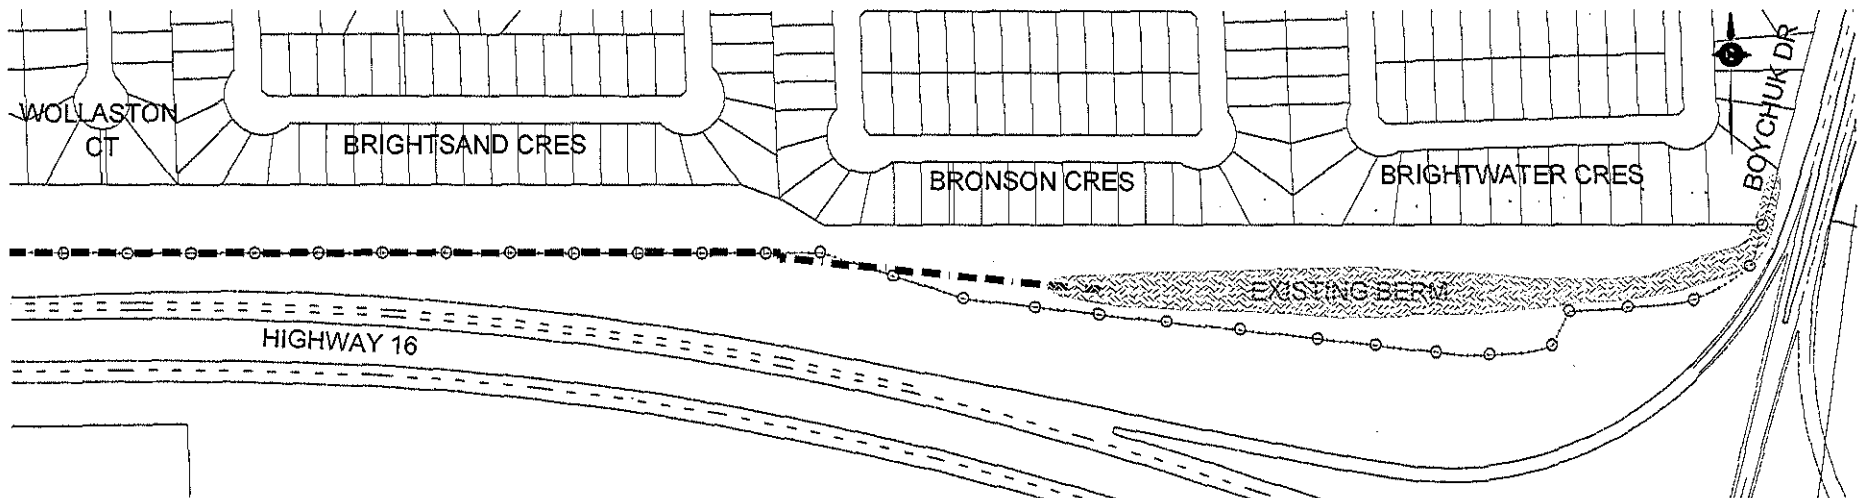 WOLLASTON
CT
BRIGHTSAND CRES
BRONSON CRES
BRIGHTWATER CRES
BOYCHUK DR
EXISTING BERM
HIGHWAY 16